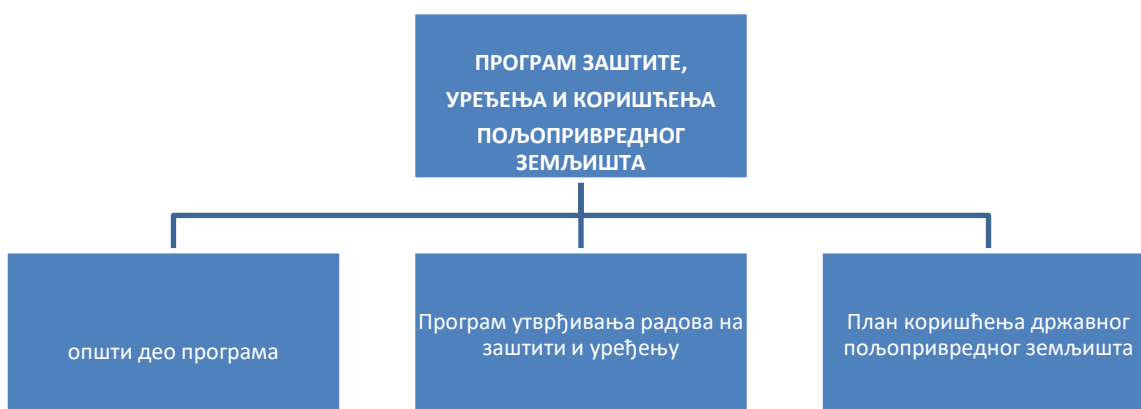 ПРОГРАМ ЗАШТИТЕ,
УРЕЂЕЊА И КОРИШЋЕЊА
ПОЉОПРИВРЕДНОГ
ЗЕМЉИШТА
општи део програма
Програм утврђивања радова на
заштити и уређењу
План коришћења државног
пољопривредног земљишта